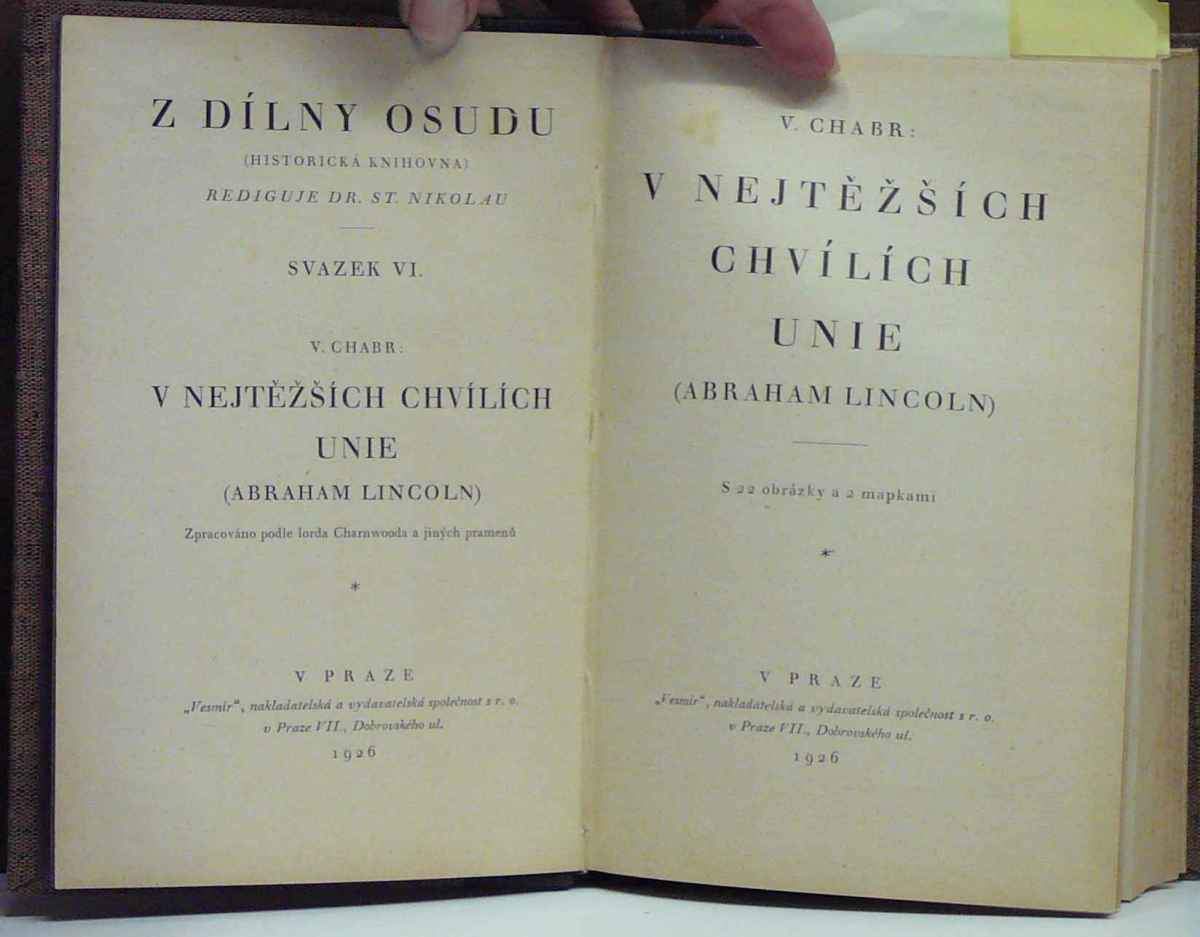 Z DÍLNY OSUDU
(HISTORICKÁ KNIHOVNA)
REDIGUJE DR. ST. NIKOLAU
SVAZEK VI.
V. CHABR:
V NEJTĚŽŠÍCH CHVÍLÍCH
UNIE
(ABRAHAM LINCOLN)
Zpracováno podle lorda Charnwooda a jiných pramenů
*
V PRAZE
„Vesmír“, nakladatelská a vydavatelská společnost s r. o.
v Praze VII., Dobrovského ul.
1926
V. CHABR:
V NEJTĚŽŠÍCH
CHVÍLÍCH
UNIE
(ABRAHAM LINCOLN)
S 22 obrázky a 2 mapkami
*
V PRAZE
„Vesmír“, nakladatelská a vydavatelská společnost s r. o.
v Praze VII., Dobrovského ul.
1926